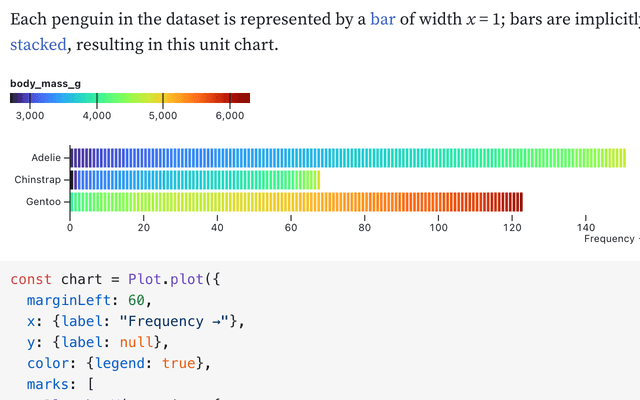 Each penguin in the dataset is represented by a bar of width x = 1; bars are implicitly
stacked, resulting in this unit chart.
body_mass_g
3,000 4,000 5,000 6,000
Adelie
Chinstrap
Gentoo
0 20 40 60 80 100 120 140
Frequency
const chart = Plot.plot({
  marginLeft: 60,
  x: {label: "Frequency →"},
  y: {label: null},
  color: {legend: true},
  marks: [